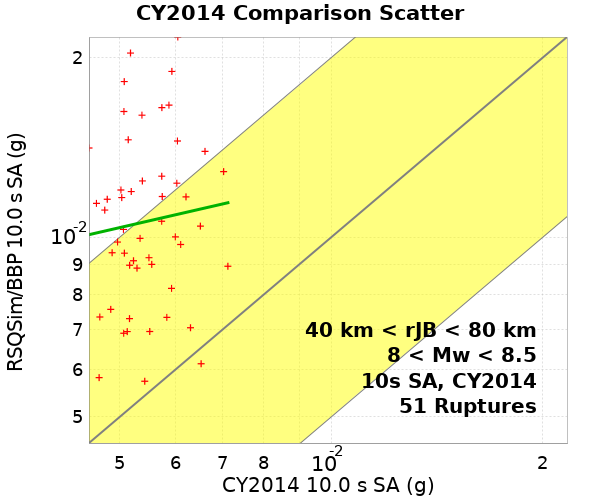 CY2014 Comparison Scatter
RSQSim/BBP 10.0 s SA (g)
2
10-2
9
8
7
6
5
40 km < rJB < 80 km
8 < Mw < 8.5
10s SA, CY2014
51 Ruptures
5 6 7 8 10-2 2
CY2014 10.0 s SA (g)